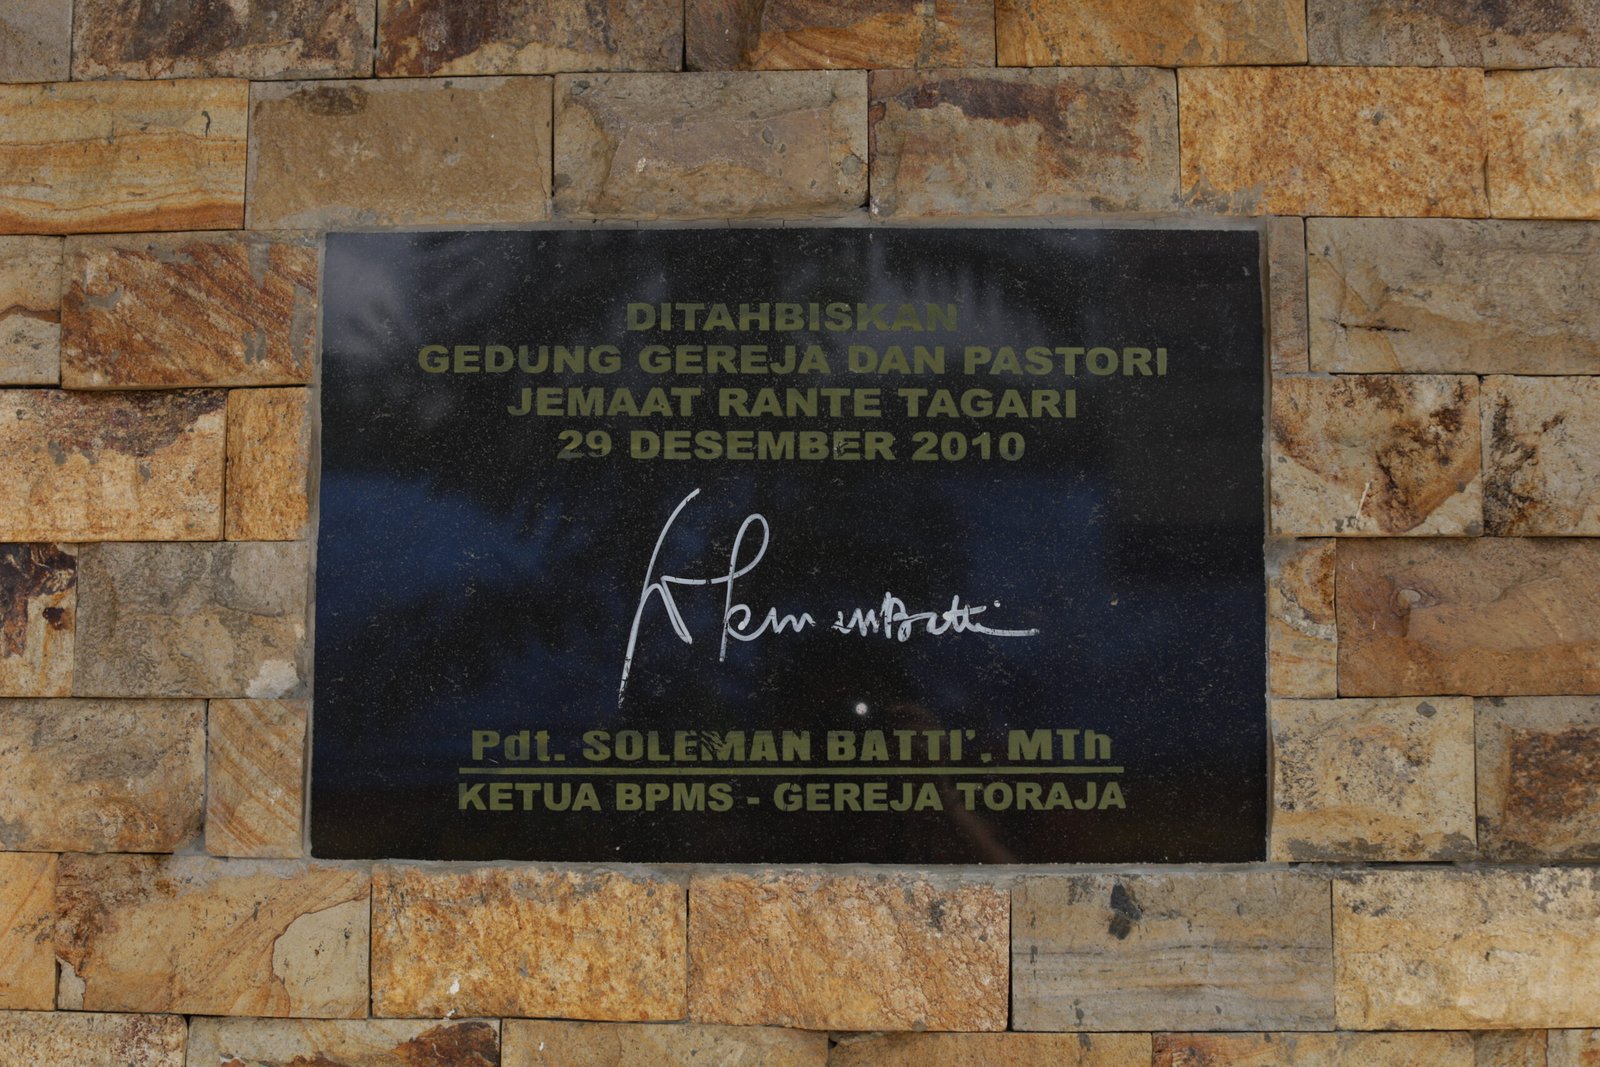 DITAHBISKAN
GEDUNG GEREJA DAN PASTORI
JEMAAT RANTE TAGARI
29 DESEMBER 2010
Pdt. SOLEMAN BATTI', MTh
KETUA BPMS - GEREJA TORAJA